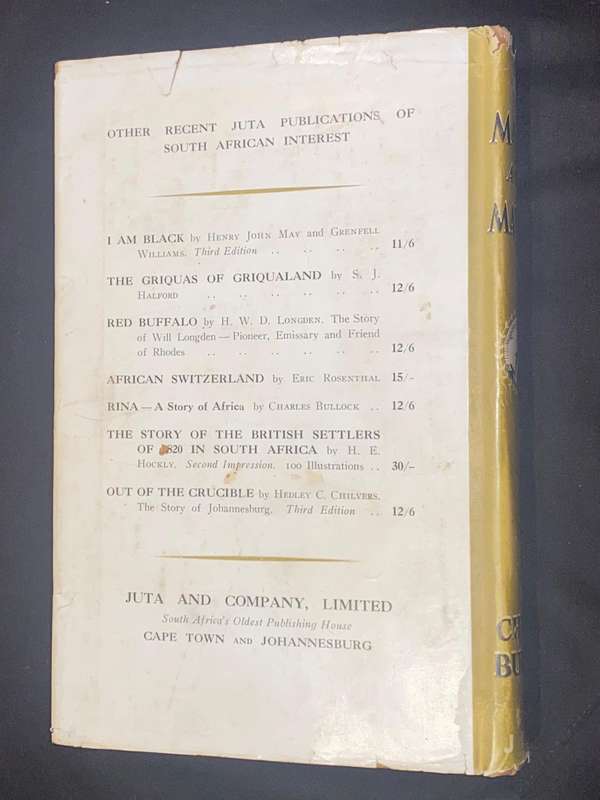 OTHER RECENT JUTA PUBLICATIONS OF
SOUTH AFRICAN INTEREST
I AM BLACK by HENRY JOHN MAY and GRENFELL
WILLIAMS. Third Edition .. .. .. .. 11/6
THE GRIQUAS OF GRIQUALAND by S. J.
HALFORD .. .. .. .. .. .. 12/6
RED BUFFALO by H. W. D. LONGDEN. The Story
of Will Longden — Pioneer, Emissary and Friend
of Rhodes .. .. .. .. .. .. 12/6
AFRICAN SWITZERLAND by ERIC ROSENTHAL 15/-
RINA — A Story of Africa by CHARLES BULLOCK .. 12/6
THE STORY OF THE BRITISH SETTLERS
OF 1820 IN SOUTH AFRICA by H. E.
HOCKLY. Second Impression. 100 Illustrations .. 30/-
OUT OF THE CRUCIBLE by HEDLEY C. CHILVERS.
The Story of Johannesburg. Third Edition .. 12/6
JUTA AND COMPANY, LIMITED
South Africa's Oldest Publishing House
CAPE TOWN AND JOHANNESBURG